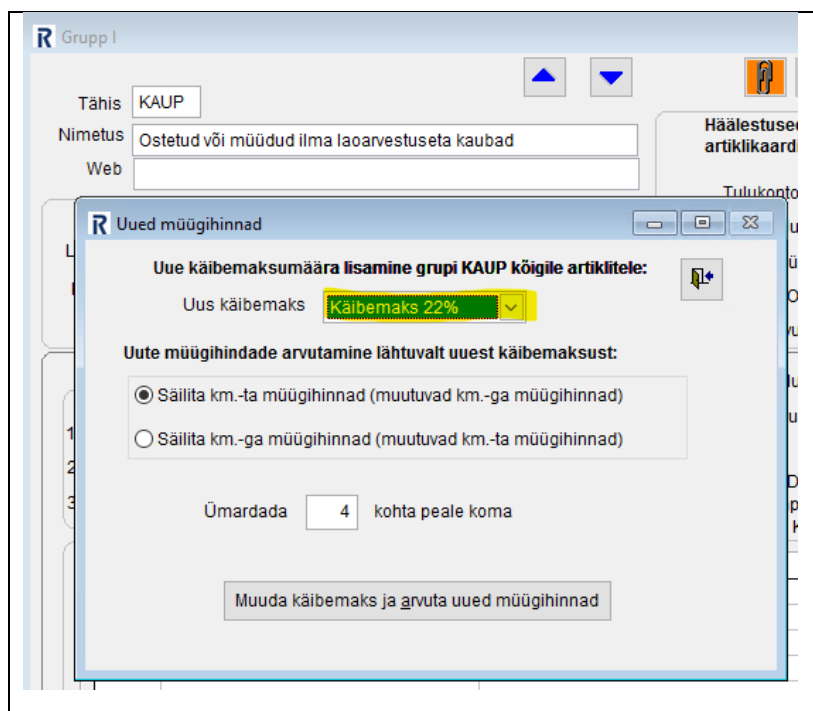 Grupp I
Tähis KAUP
Nimetus Ostetud või müüdud ilma laoarvestuseta kaubad
Web
Häälestused
artiklikaardi
Tulukonto
Uued müügihinnad
Uue käibemaksumäära lisamine grupi KAUP kõigile artiklitele:
Uus käibemaks Käibemaks 22%
Uute müügihindade arvutamine lähtuvalt uuest käibemaksust:
Säilita km.-ta müügihinnad (muutuvad km.-ga müügihinnad)
Säilita km.-ga müügihinnad (muutuvad km.-ta müügihinnad)
1
2
3
Ümardada 4 kohta peale koma
Muuda käibemaks ja arvuta uued müügihinnad